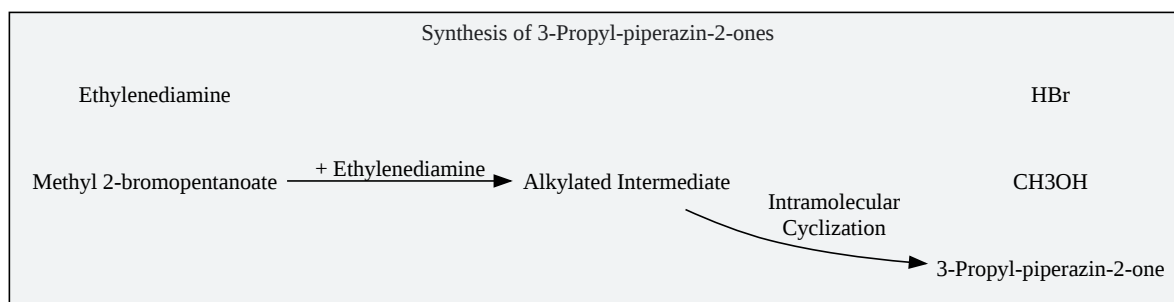 Synthesis of 3-Propyl-piperazin-2-ones
Ethylenediamine
HBr
Methyl 2-bromopentanoate
+ Ethylenediamine
Alkylated Intermediate
CH3OH
Intramolecular
Cyclization
3-Propyl-piperazin-2-one